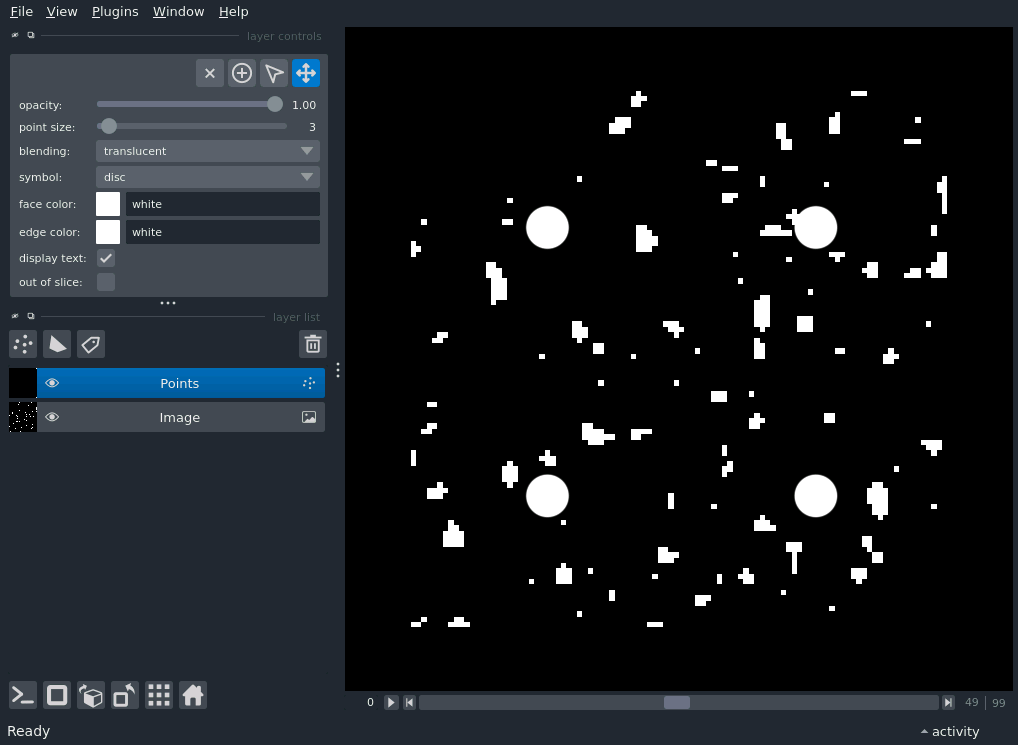 File View Plugins Window Help
layer controls
opacity: 1.00
point size: 3
blending: translucent
symbol: disc
face color: white
edge color: white
display text:
out of slice:
layer list
Points
Image
0 49 99
Ready activity